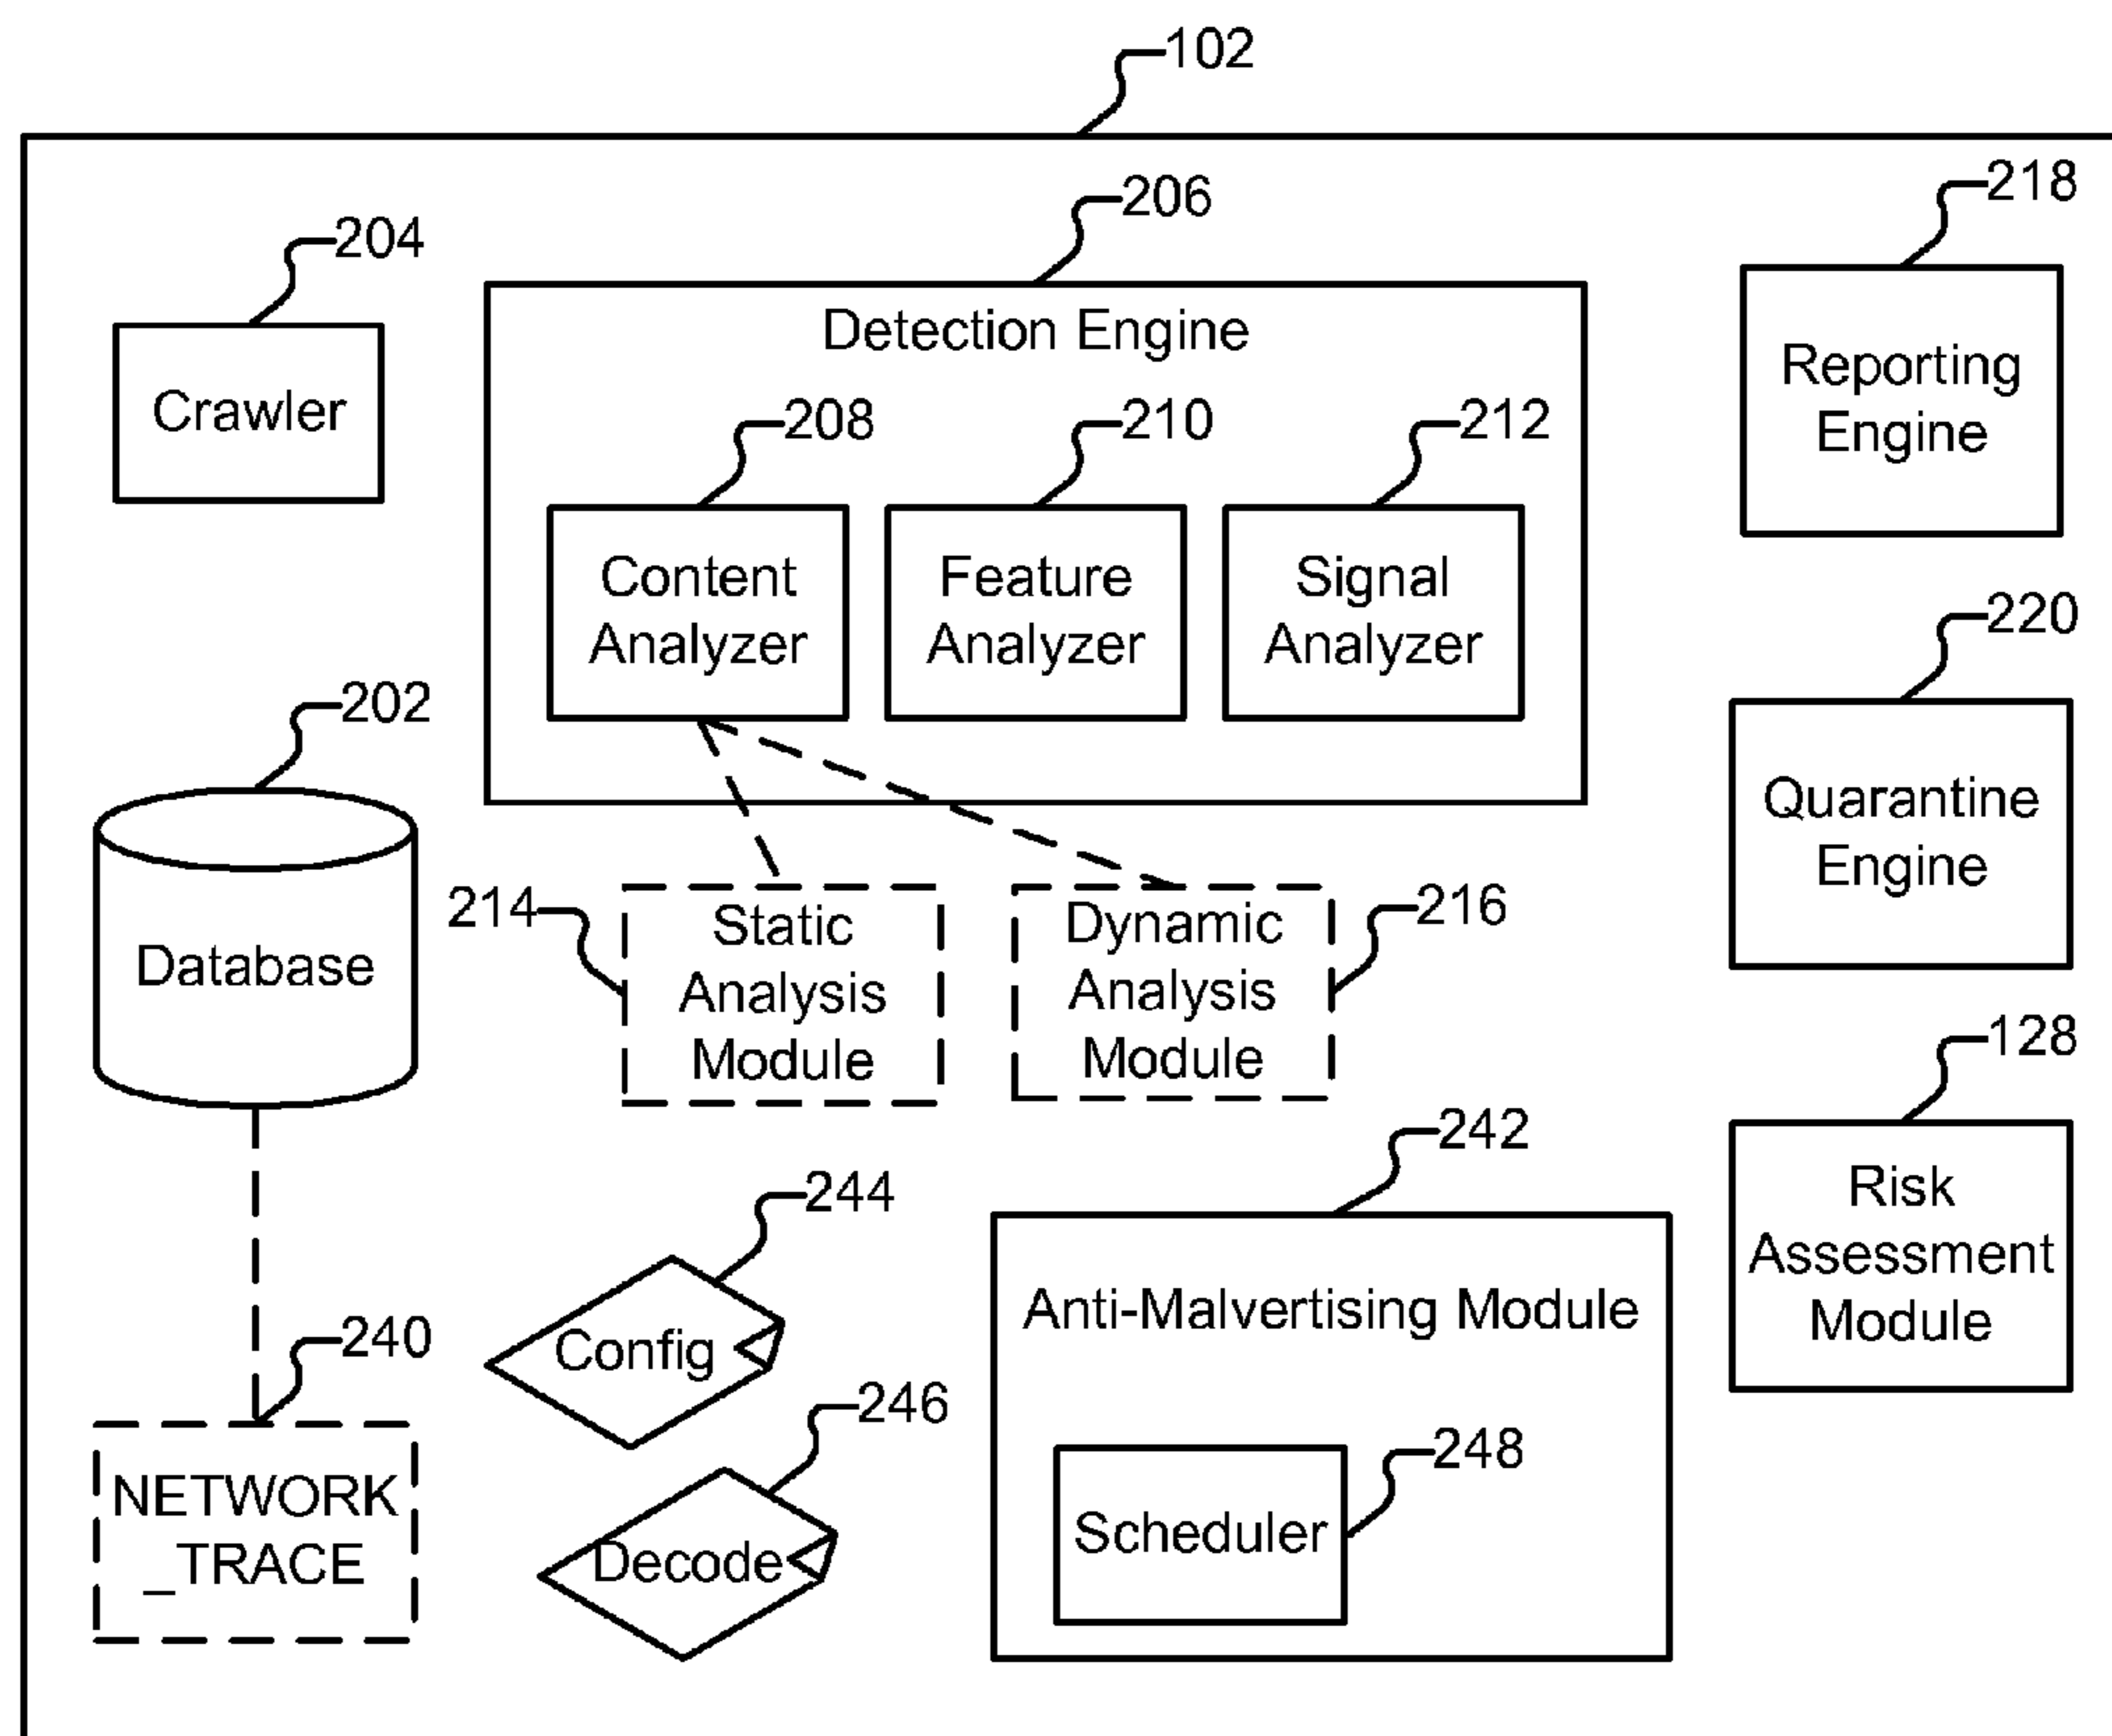 102
206
218
204
Detection Engine
Reporting
Engine
Crawler
208
210
212
Content
Analyzer
Feature
Analyzer
Signal
Analyzer
220
202
Quarantine
Engine
Database
214
Static
Analysis
Module
Dynamic
Analysis
Module
216
128
Risk
Assessment
Module
242
244
Config
Anti-Malvertising Module
240
246
NETWORK
_TRACE
Decode
248
Scheduler